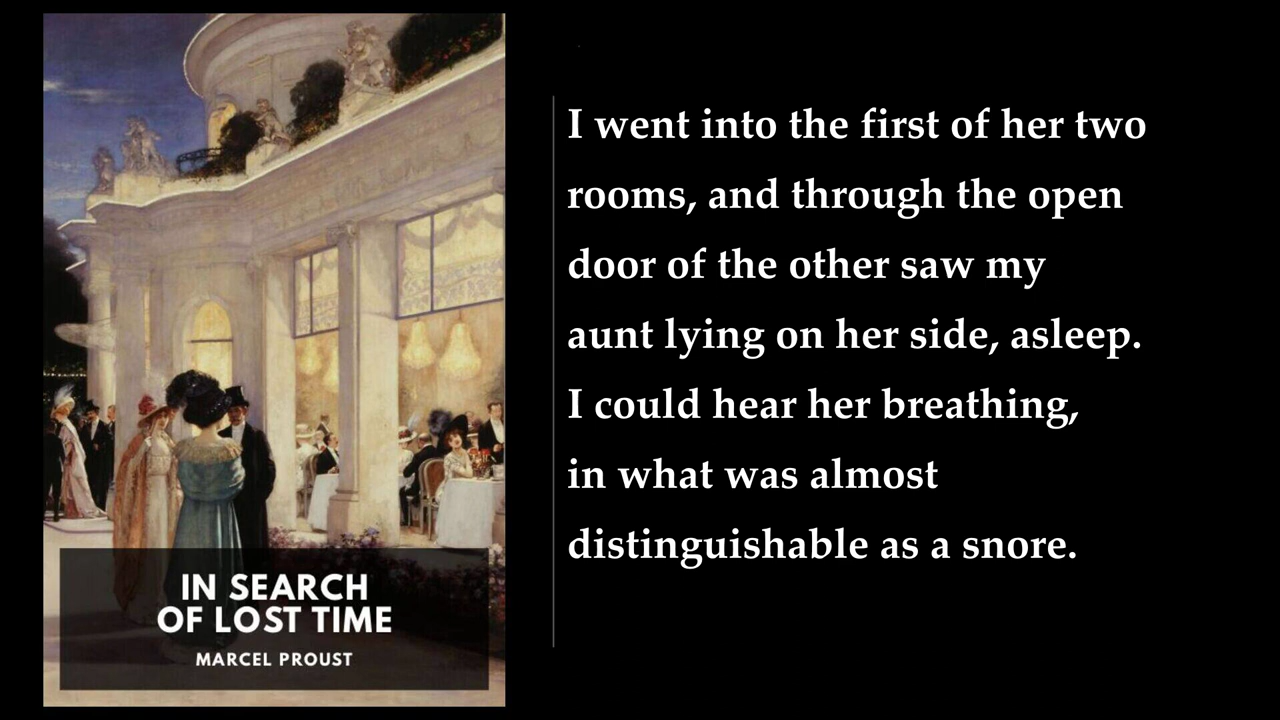 IN SEARCH
OF LOST TIME
MARCEL PROUST
I went into the first of her two
rooms, and through the open
door of the other saw my
aunt lying on her side, asleep.
I could hear her breathing,
in what was almost
distinguishable as a snore.